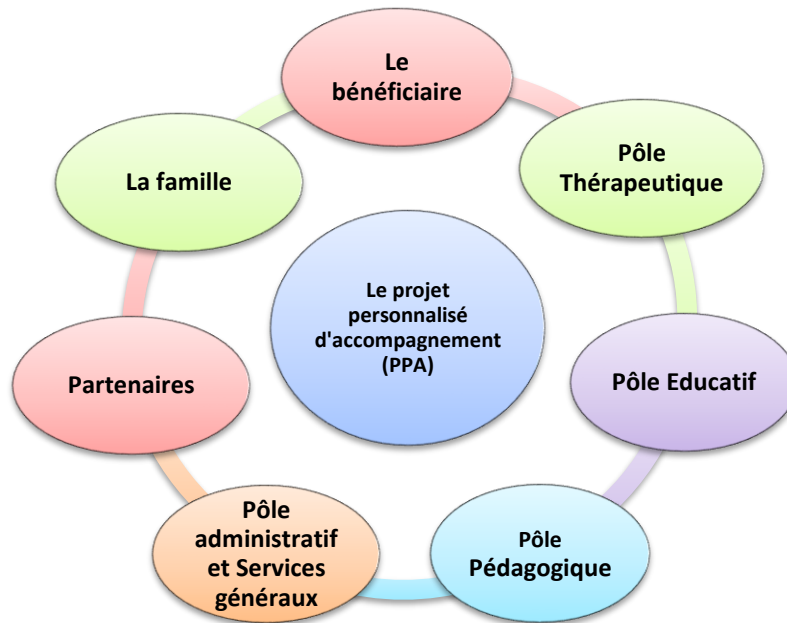 Le
bénéficiaire
Pôle
Thérapeutique
La famille
Le projet
personnalisé
d'accompagnement
(PPA)
Pôle Educatif
Partenaires
Pôle
administratif
et Services
généraux
Pôle
Pédagogique